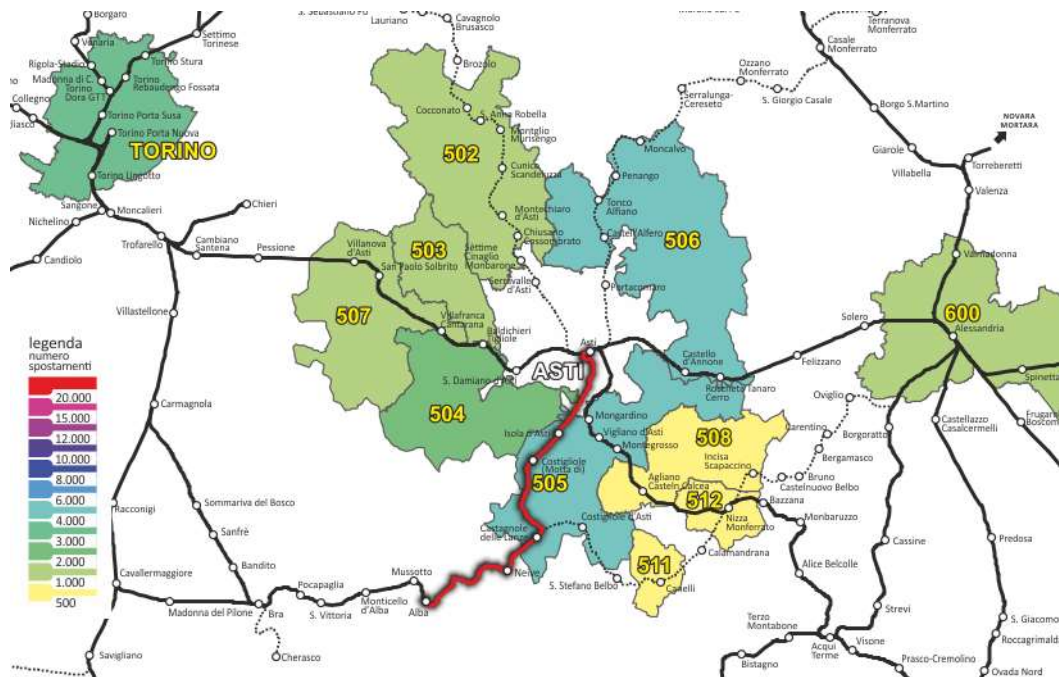 Borgaro
Venaria
Rigola-Stadio
Madonna di C.
Torino
Dora GTT
Collegno
Settimo
Torinese
Torino Stura
Torino
Rebaudengo Fossata
Torino Porta Susa
Torino Porta Nuova
TORINO
Torino Lingotto
Sangone
Moncalieri
Nichelino
Candiolo
Trofarello
Chieri
Cambiano
Santena
Pessione
Villastellone
Carmagnola
Racconigi
Sommariva del Bosco
Sanfrè
Bandito
Cavallermaggiore
Madonna del Pilone
Bra
Cherasco
Savigliano
Pocapaglia
S. Vittoria
Monticello
d'Alba
Mussotto
Alba
Neive
Lauriano
Cavagnolo
Brusasco
Brozolo
Cocconato
S. Anna Robella
Montiglio
Murisengo
502
Cunico
Scandeluzza
Montechiaro
d'Asti
Chiusano
Cossombrato
Settime
Cinaglio
Monbarone
Serravalle
d'Asti
503
Villanova
d'Asti
San Paolo Solbrito
507
Villafranca
Cantarana
Baldichieri
Tigliole
S. Damiano d'Asti
504
ASTI
Asti
Casale
Monferrato
Terranova
Monferrato
Ozzano
Monferrato
Serralunga-
Cereseto
S. Giorgio Casale
Borgo S.Martino
Giarole
Villabella
NOVARA
MORTARA
Torreberetti
Valenza
Valmadonna
600
Alessandria
Spinetta
Moncalvo
Penango
Tonco
Alfiano
Castell'Alfero
506
Portacomaro
Castello
d'Annone
Rocchetta Tanaro
Cerro
Felizzano
Solero
Oviglio
Borgoratto
Castellazzo
Casalcermelli
Frugarolo
Mongardino
Vigliano d'Asti
Montegrosso
508
Carentino
Bergamasco
Incisa
Scapaccino
Bruno
Castelnuovo Belbo
Agliano
Casteln. Calcea
512
Bazzana
Nizza
Monferrato
Monbaruzzo
Isola d'Asti
Costigliole
(Motta di)
505
Castagnole
delle Lanze
Costigliole d'Asti
S. Stefano Belbo
511
Canelli
Calamandrana
Alice Belcolle
Cassine
Predosa
Strevi
Terzo
Montabone
Bistagno
Acqui
Terme
Visone
Prasco-Cremolino
S. Giacomo
Roccagrimalda
Ovada Nord
legenda
numero
spostamenti
20.000
15.000
12.000
10.000
8.000
6.000
4.000
3.000
2.000
1.000
500